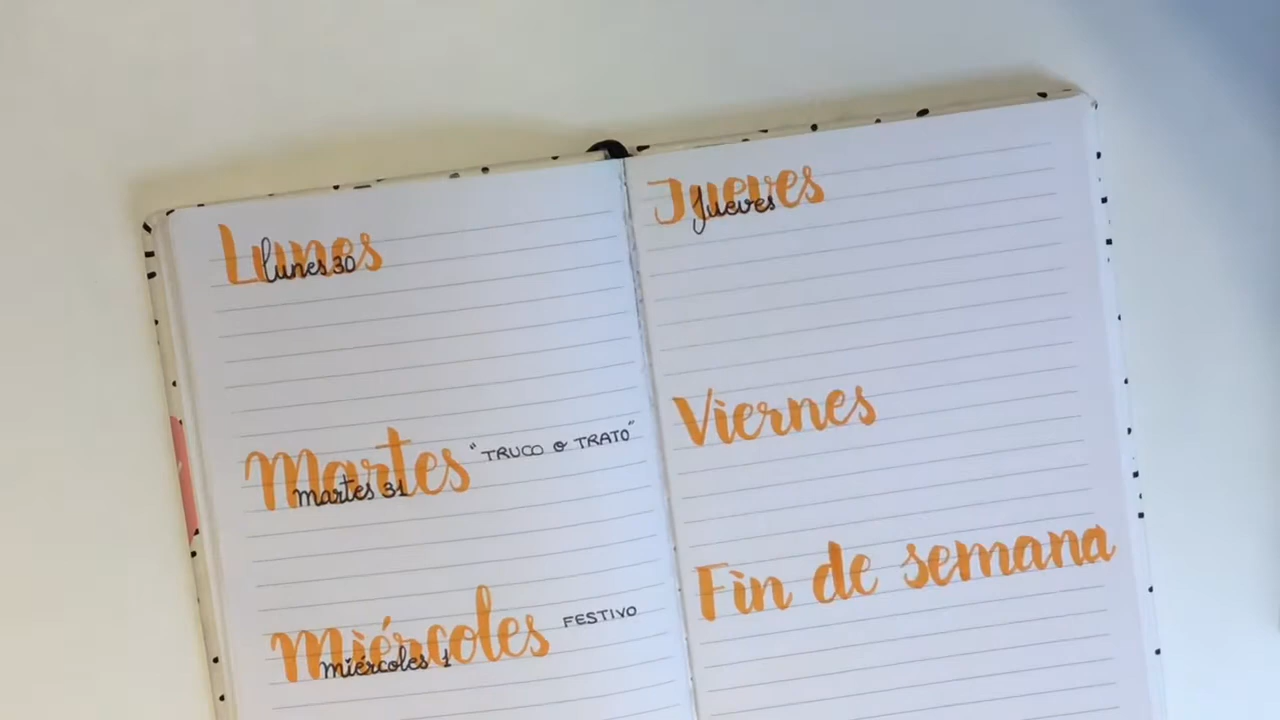 Lunes
lunes 30
Martes "TRUCO O TRATO"
martes 31
Miércoles FESTIVO
miércoles 1
Jueves
Jueves
Viernes
Fin de semana